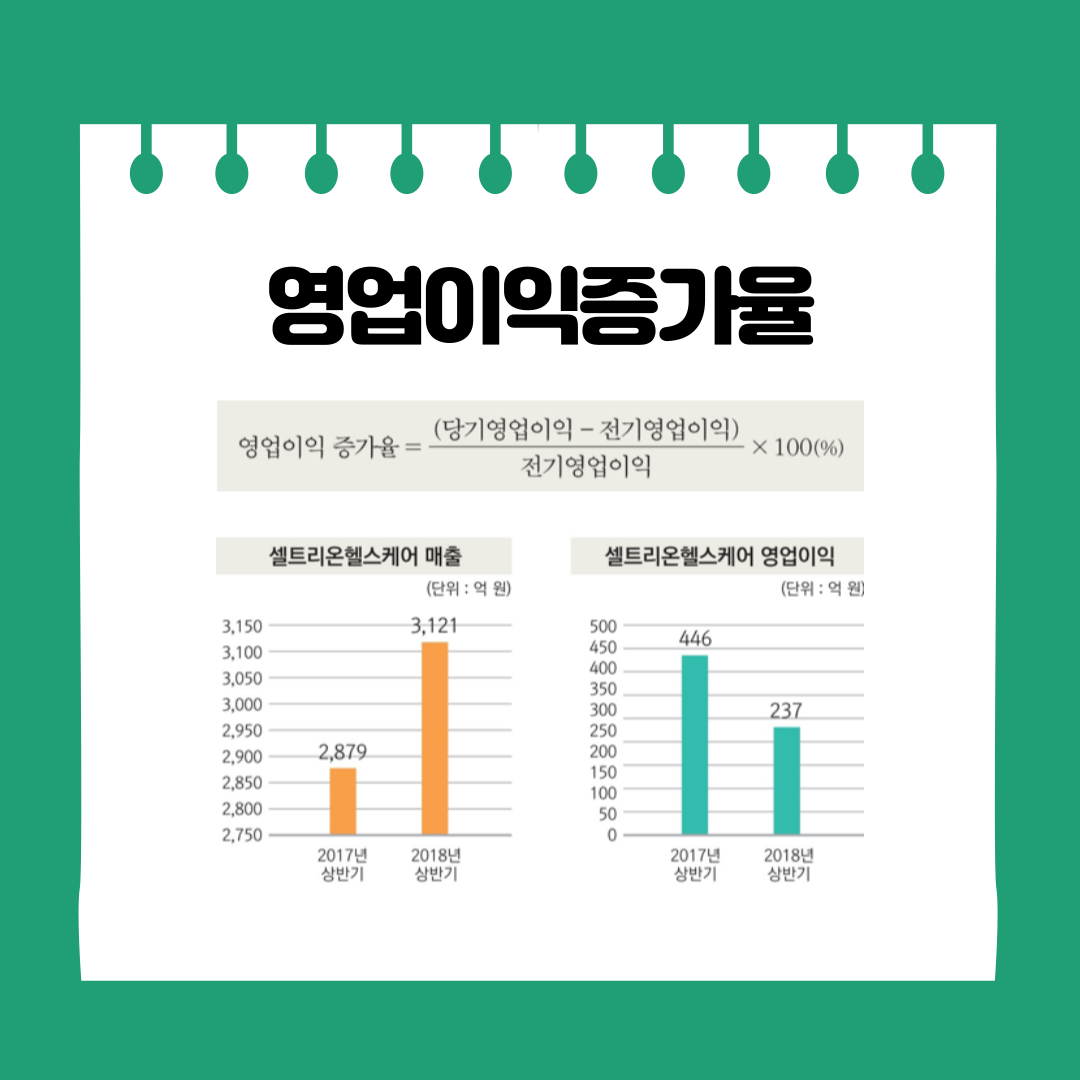 영업이익증가율
영업이익 증가율 = (당기영업이익 – 전기영업이익) / 전기영업이익 × 100(%)
셀트리온헬스케어 매출
(단위 : 억 원)
3,150
3,100
3,050
3,000
2,950
2,900
2,850
2,800
2,750
2,879
3,121
2017년
상반기
2018년
상반기
셀트리온헬스케어 영업이익
(단위 : 억 원)
500
450
400
350
300
250
200
150
100
50
0
446
237
2017년
상반기
2018년
상반기